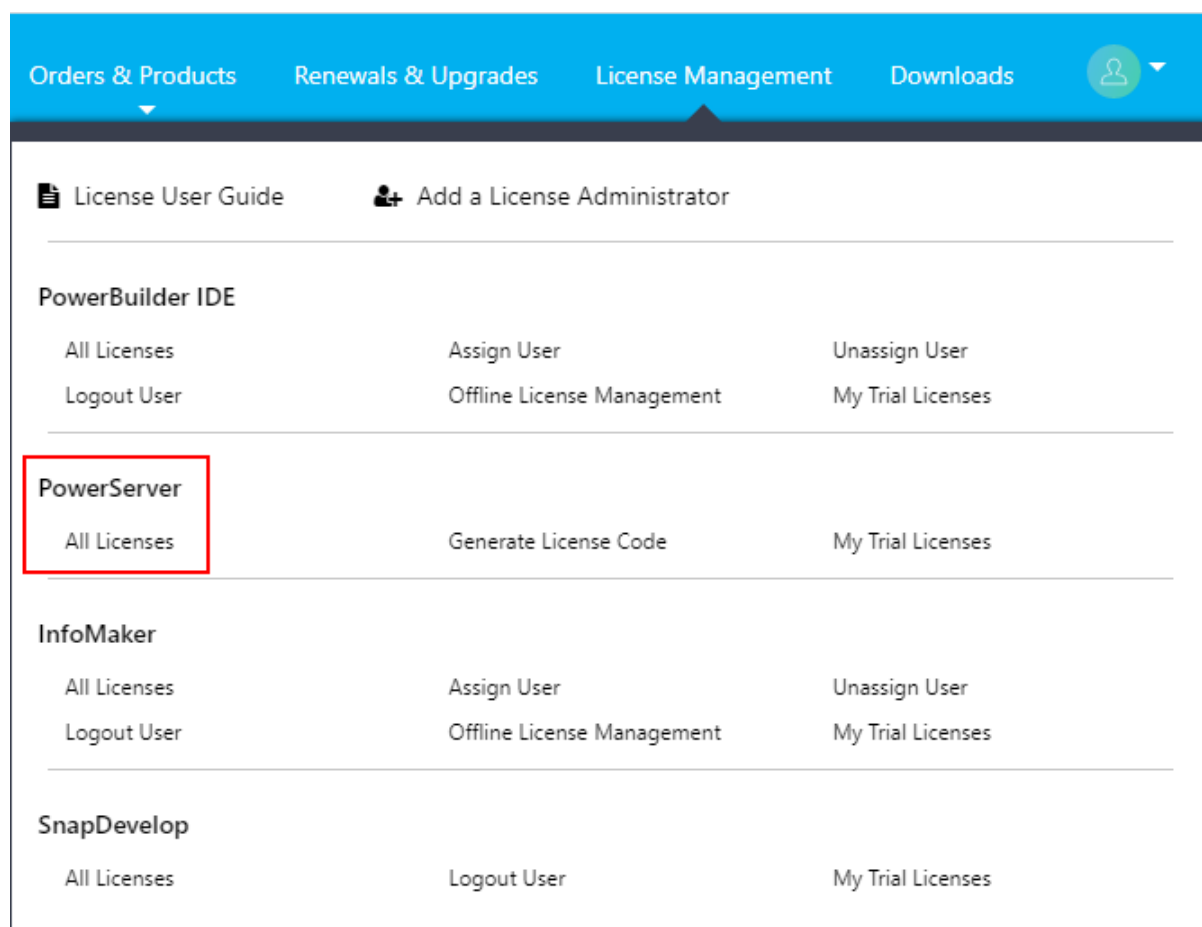 Orders & Products Renewals & Upgrades License Management Downloads
License User Guide Add a License Administrator
PowerBuilder IDE
All Licenses Assign User Unassign User
Logout User Offline License Management My Trial Licenses
PowerServer
All Licenses Generate License Code My Trial Licenses
InfoMaker
All Licenses Assign User Unassign User
Logout User Offline License Management My Trial Licenses
SnapDevelop
All Licenses Logout User My Trial Licenses